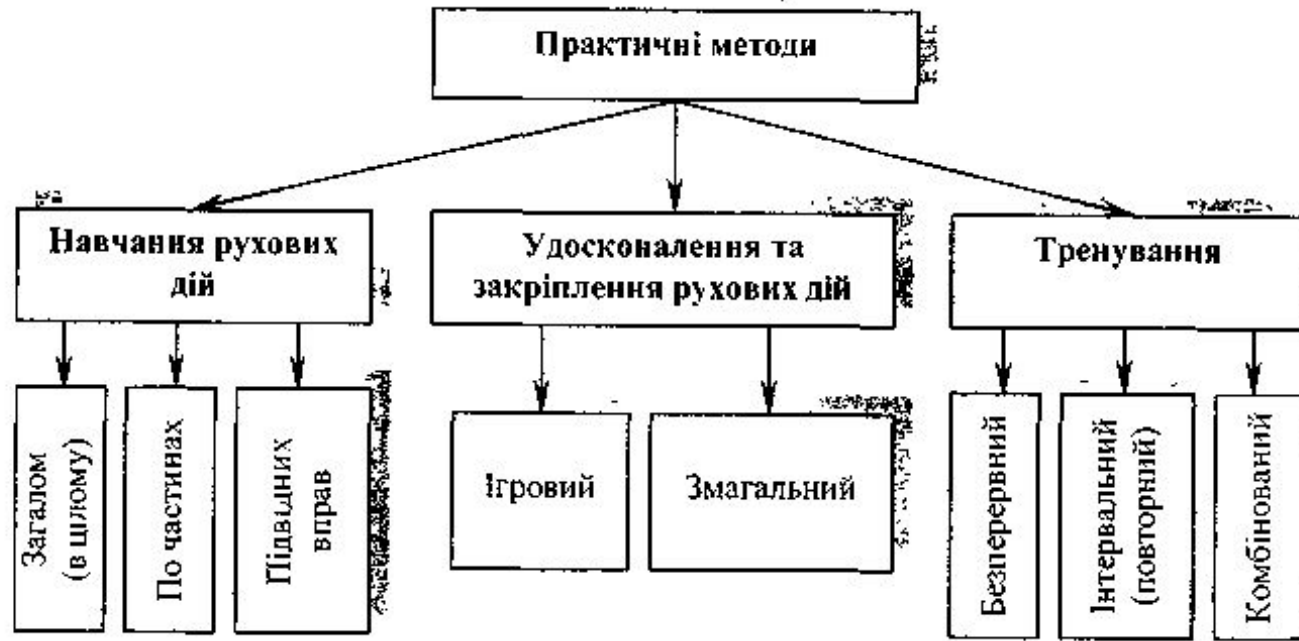 Практичні методи
Навчання рухових
дій
Удосконалення та
закріплення рухових дій
Тренування
Загалом
(в цілому)
По частинах
Підвідних
вправ
Ігровий
Змагальний
Безперервний
Інтервальний
(повторний)
Комбінований